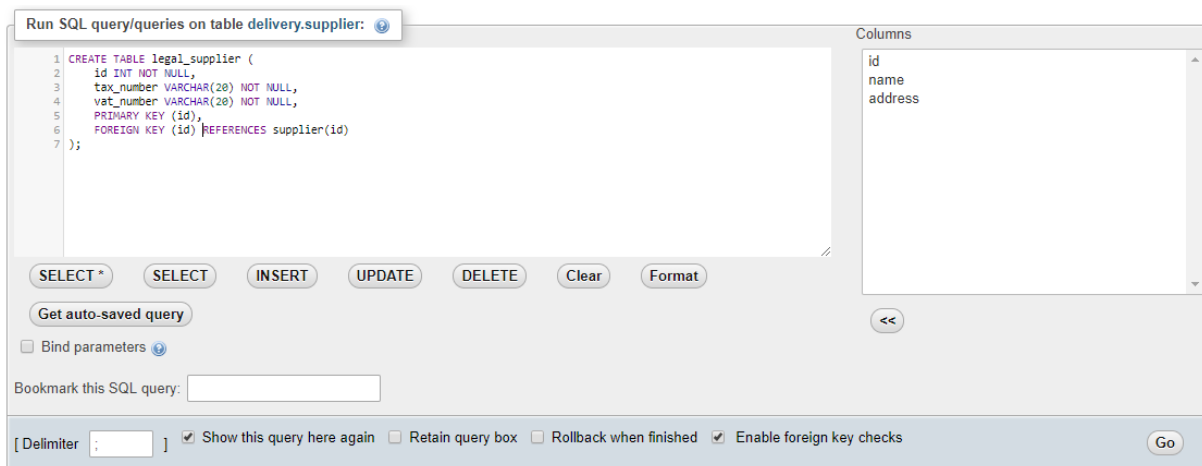 Run SQL query/queries on table delivery.supplier:
Columns
1 CREATE TABLE legal_supplier (
2 id INT NOT NULL,
3 tax_number VARCHAR(20) NOT NULL,
4 vat_number VARCHAR(20) NOT NULL,
5 PRIMARY KEY (id),
6 FOREIGN KEY (id) REFERENCES supplier(id)
7 );
id
name
address
SELECT * SELECT INSERT UPDATE DELETE Clear Format
Get auto-saved query
<<
Bind parameters
Bookmark this SQL query:
[ Delimiter ; ] Show this query here again Retain query box Rollback when finished Enable foreign key checks Go